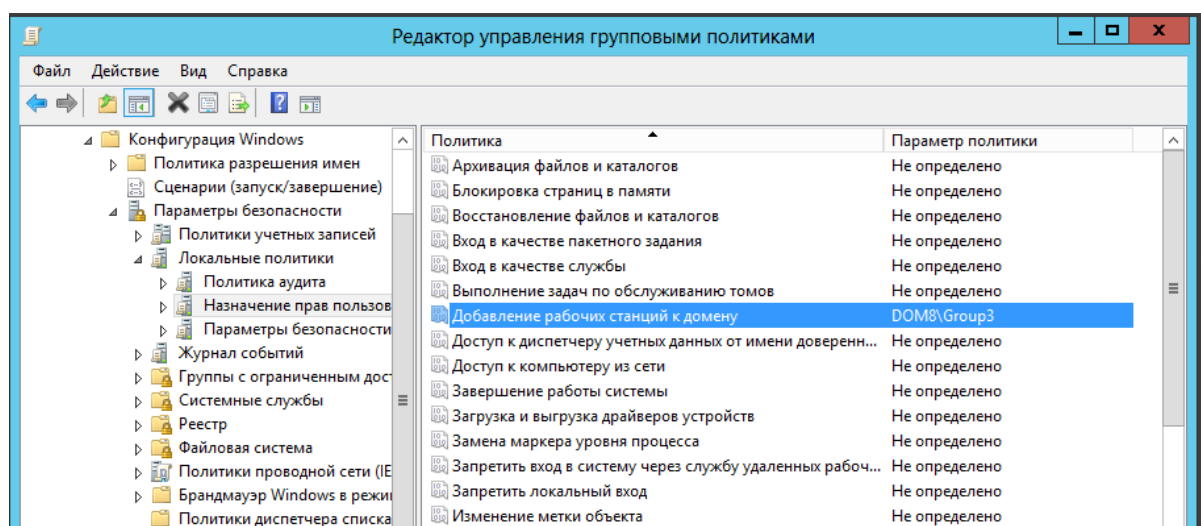 Редактор управления групповыми политиками
Файл Действие Вид Справка
Конфигурация Windows
Политика разрешения имен
Сценарии (запуск/завершение)
Параметры безопасности
Политики учетных записей
Локальные политики
Политика аудита
Назначение прав пользов
Параметры безопасности
Журнал событий
Группы с ограниченным дост
Системные службы
Реестр
Файловая система
Политики проводной сети (IE
Брандмауэр Windows в режи
Политики диспетчера списка
Политика Параметр политики
Архивация файлов и каталогов Не определено
Блокировка страниц в памяти Не определено
Восстановление файлов и каталогов Не определено
Вход в качестве пакетного задания Не определено
Вход в качестве службы Не определено
Выполнение задач по обслуживанию томов Не определено
Добавление рабочих станций к домену DOM8\Group3
Доступ к диспетчеру учетных данных от имени доверенн... Не определено
Доступ к компьютеру из сети Не определено
Завершение работы системы Не определено
Загрузка и выгрузка драйверов устройств Не определено
Замена маркера уровня процесса Не определено
Запретить вход в систему через службу удаленных рабоч... Не определено
Запретить локальный вход Не определено
Изменение метки объекта Не определено